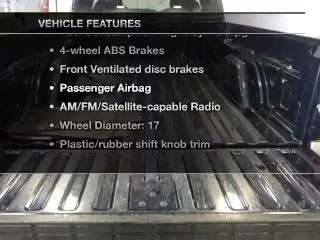 VEHICLE FEATURES
• 4-wheel ABS Brakes
• Front Ventilated disc brakes
• Passenger Airbag
• AM/FM/Satellite-capable Radio
• Wheel Diameter: 17
• Plastic/rubber shift knob trim